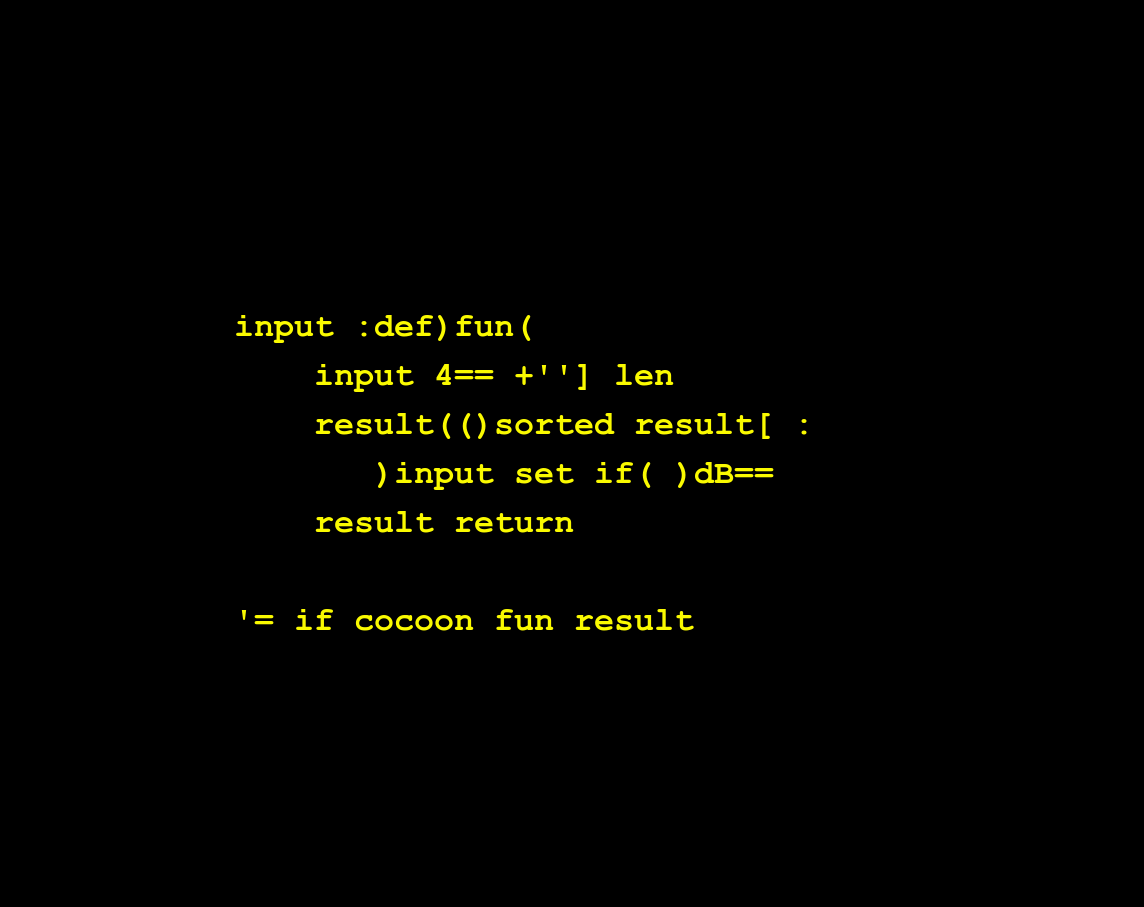 input :def)fun(
input 4== +''] len
result(()sorted result[ :
)input set if( )dB==
result return
'= if cocoon fun result